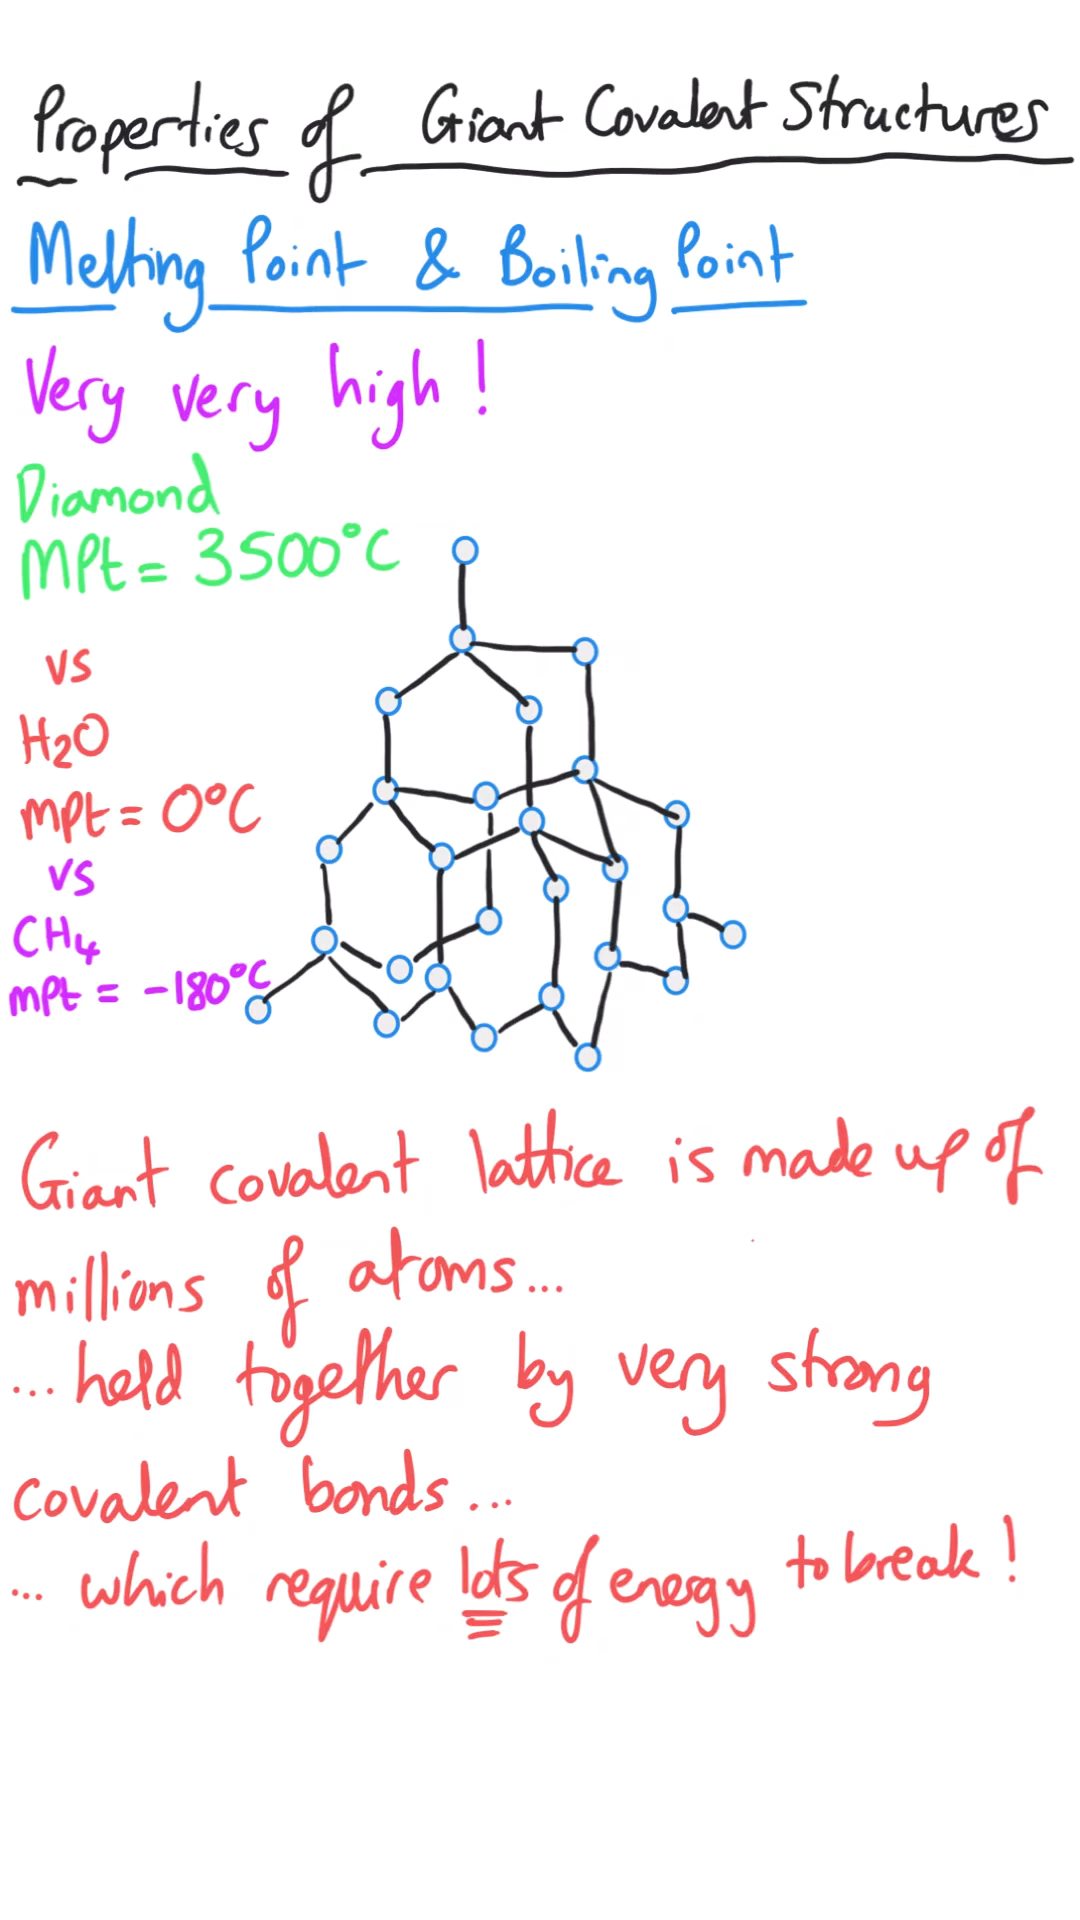 Properties of Giant Covalent Structures
Melting Point & Boiling Point
Very very high!
Diamond
MPt = 3500°C
vs
H2O
mpt = 0°C
vs
CH4
mpt = -180°C
Giant covalent lattice is made up of
millions of atoms...
... held together by very strong
covalent bonds...
... which require lots of energy to break!